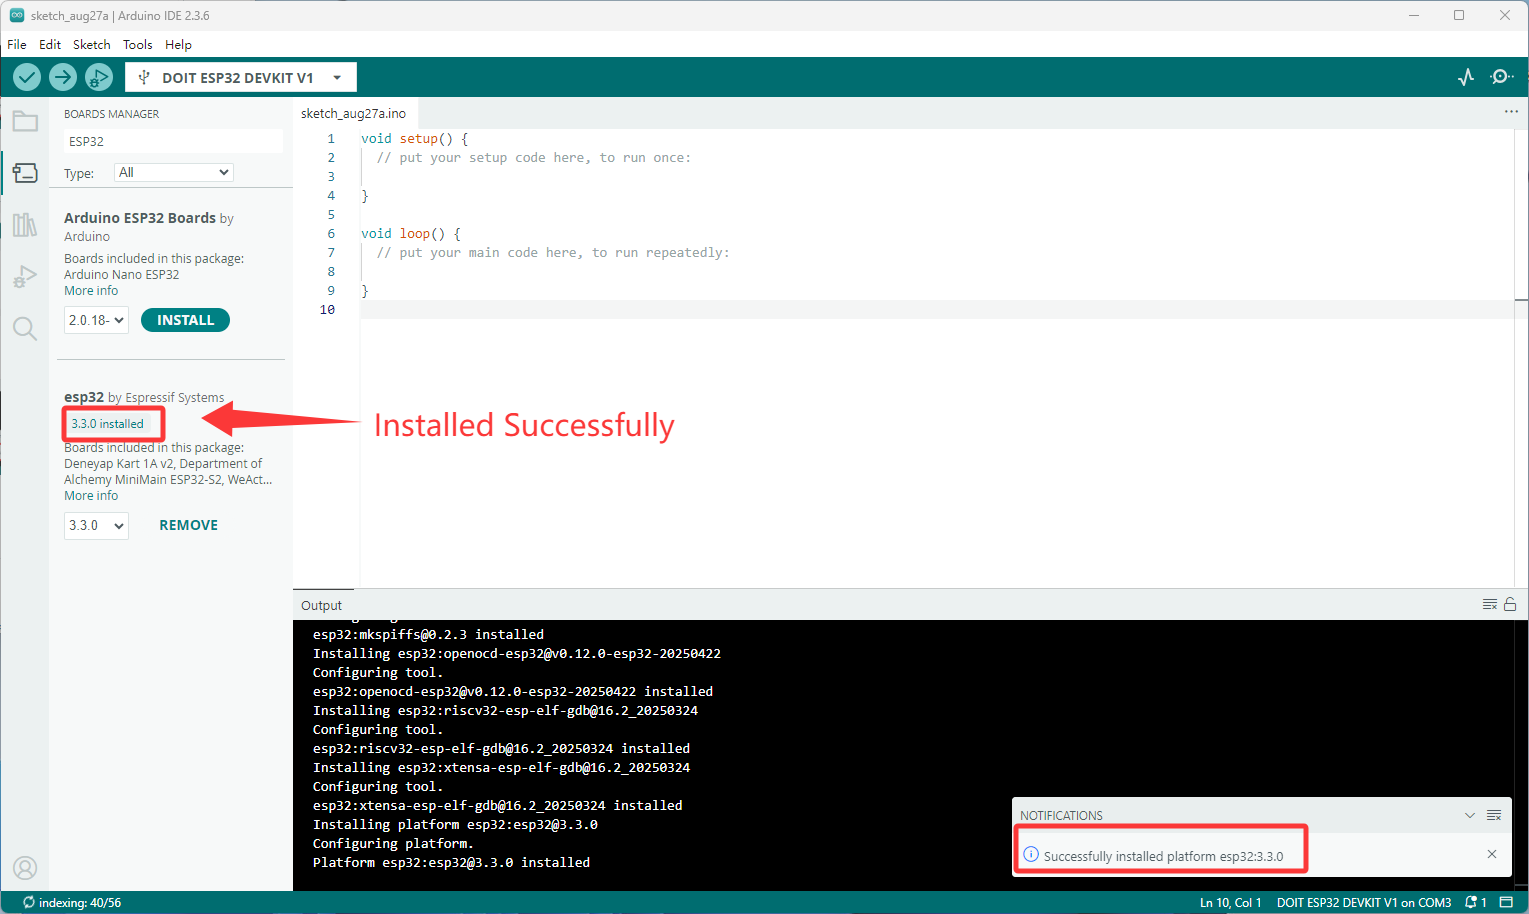 sketch_aug27a | Arduino IDE 2.3.6
File Edit Sketch Tools Help
DOIT ESP32 DEVKIT V1
BOARDS MANAGER
ESP32
Type: All
Arduino ESP32 Boards by
Arduino
Boards included in this package:
Arduino Nano ESP32
More info
2.0.18- INSTALL
esp32 by Espressif Systems
3.3.0 installed
Boards included in this package:
Deneyap Kart 1A v2, Department of
Alchemy MiniMain ESP32-S2, WeAct...
More info
3.3.0 REMOVE
sketch_aug27a.ino
1 void setup() {
2 // put your setup code here, to run once:
3
4 }
5
6 void loop() {
7 // put your main code here, to run repeatedly:
8
9 }
10
Installed Successfully
Output
esp32:mkspiffs@0.2.3 installed
Installing esp32:openocd-esp32@v0.12.0-esp32-20250422
Configuring tool.
esp32:openocd-esp32@v0.12.0-esp32-20250422 installed
Installing esp32:riscv32-esp-elf-gdb@16.2_20250324
Configuring tool.
esp32:riscv32-esp-elf-gdb@16.2_20250324 installed
Installing esp32:xtensa-esp-elf-gdb@16.2_20250324
Configuring tool.
esp32:xtensa-esp-elf-gdb@16.2_20250324 installed
Installing platform esp32:esp32@3.3.0
Configuring platform.
Platform esp32:esp32@3.3.0 installed
NOTIFICATIONS
Successfully installed platform esp32:3.3.0
indexing: 40/56
Ln 10, Col 1 DOIT ESP32 DEVKIT V1 on COM3 1